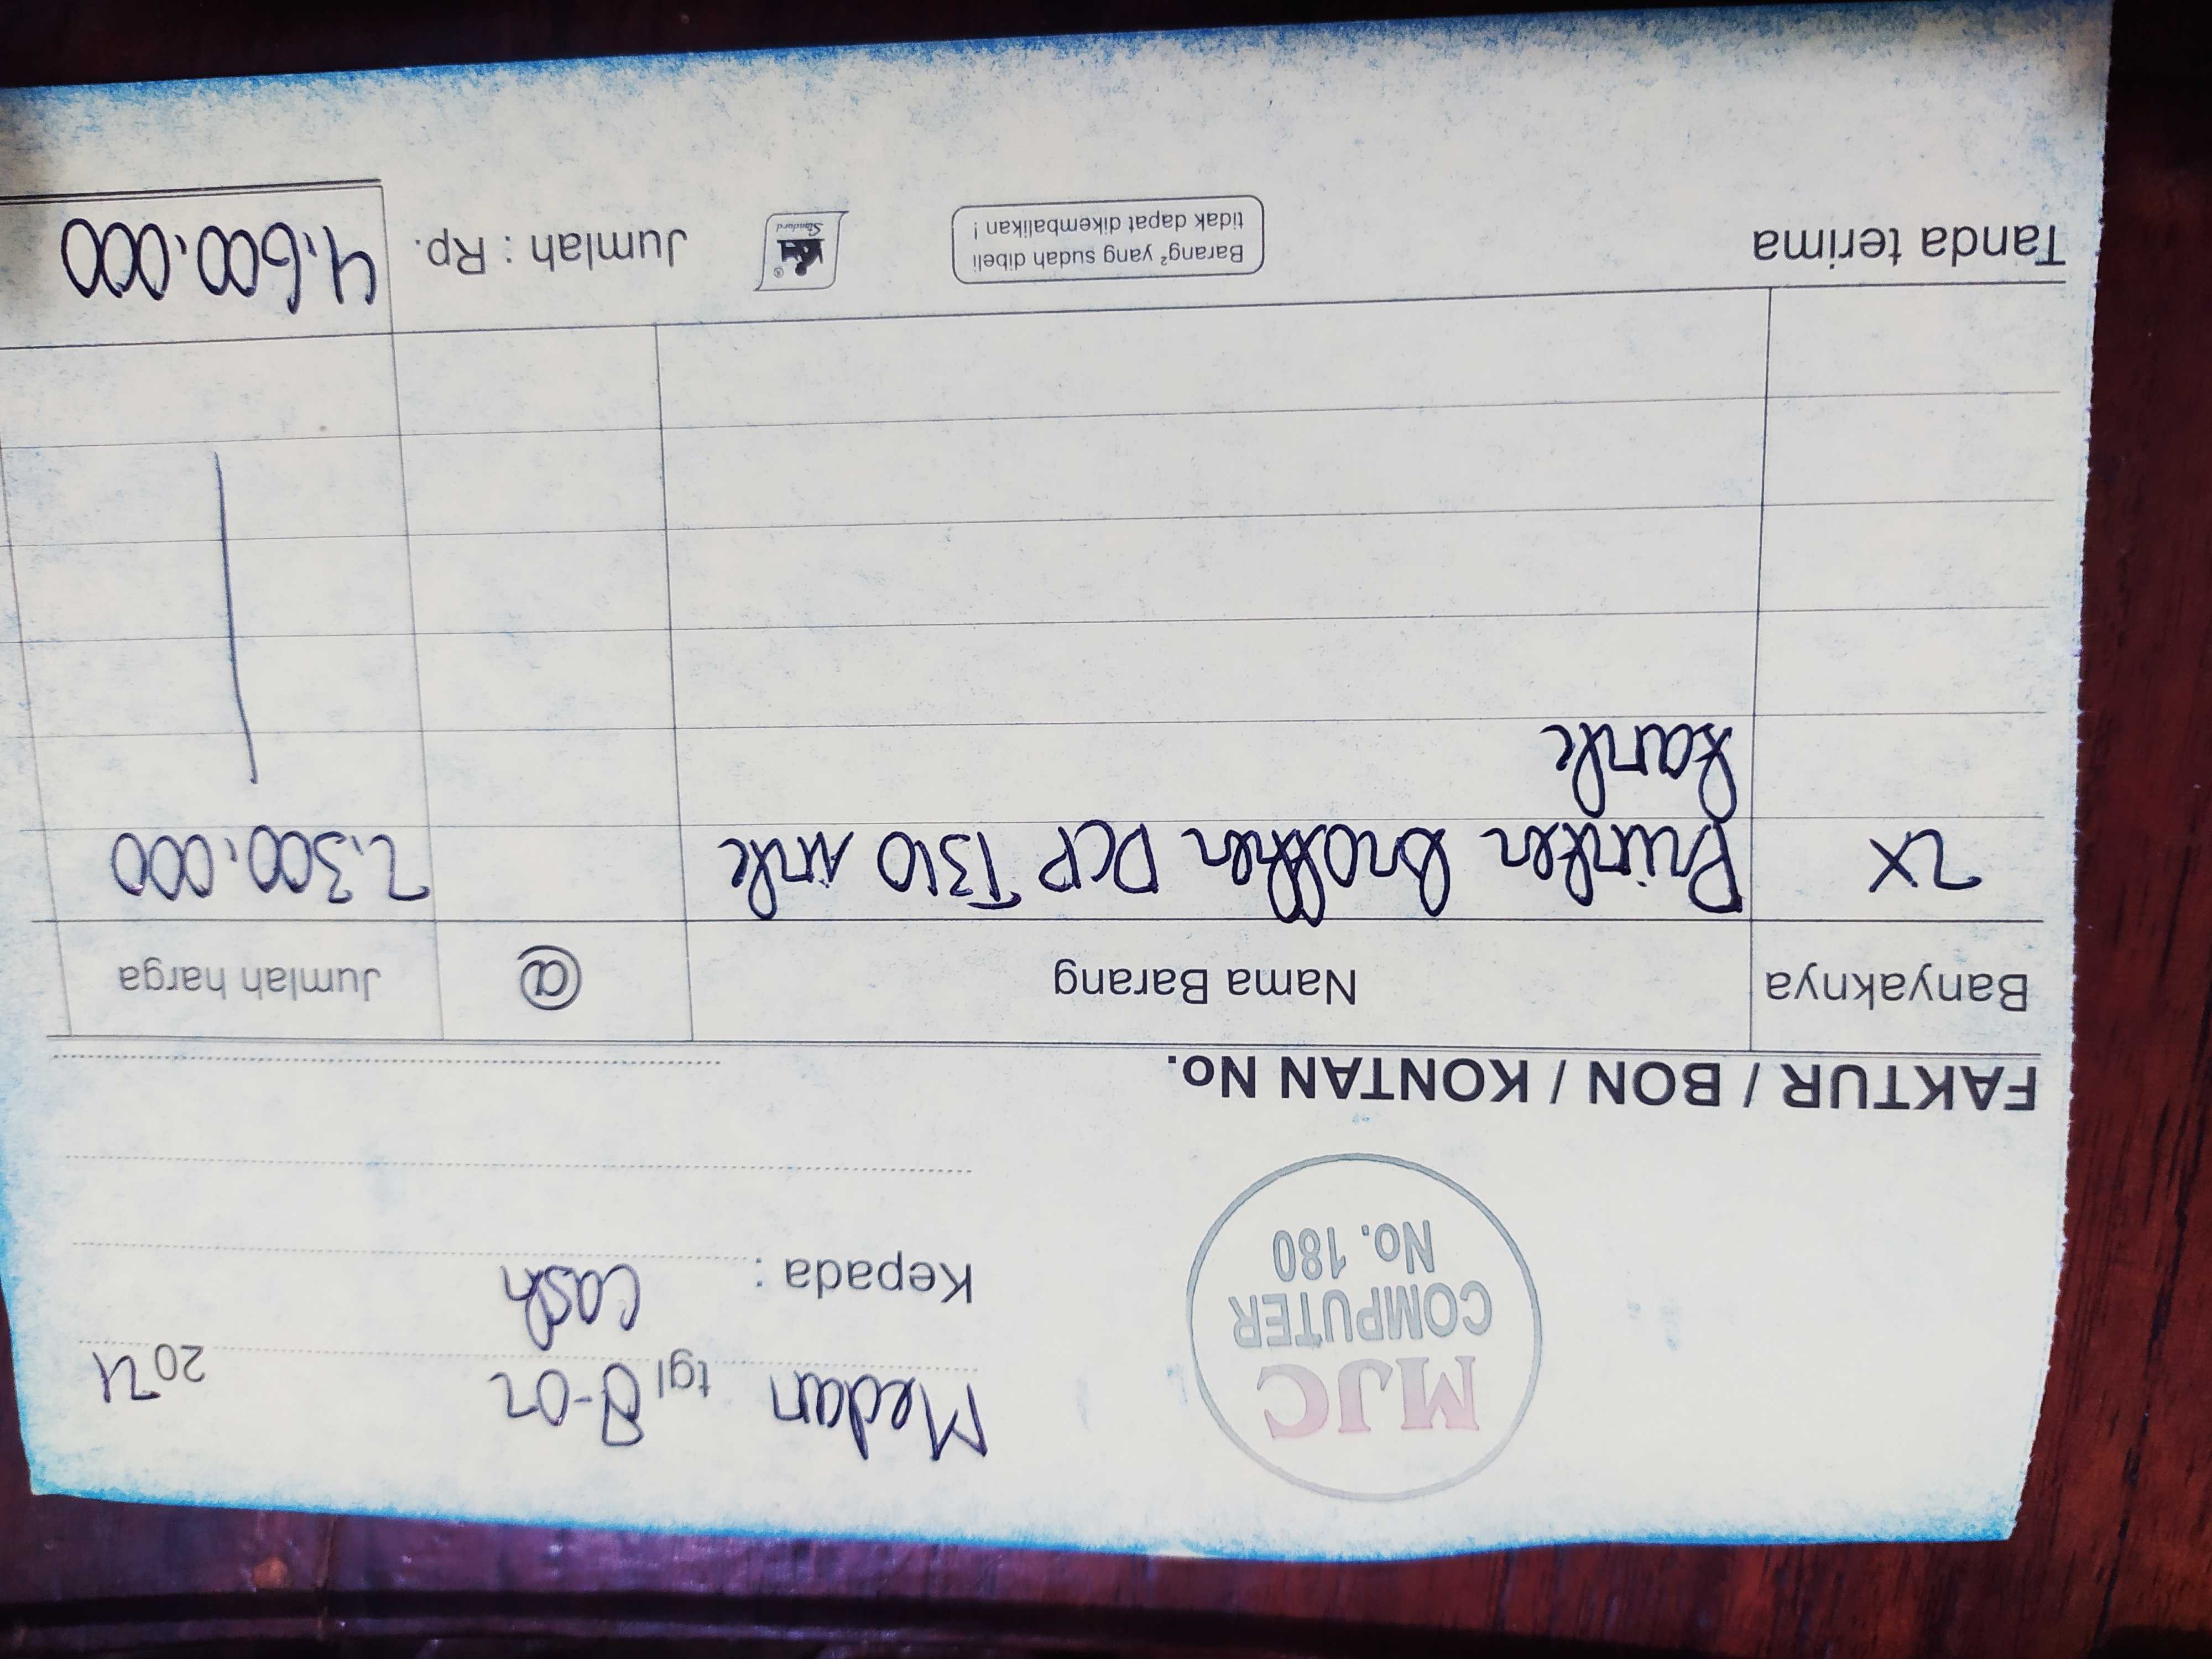 MJC
COMPUTER
No. 180
Medan tgl 8-02 2021
Kepada : Cash
FAKTUR / BON / KONTAN No.
Banyaknya Nama Barang @ Jumlah harga
2X Printer Brother DCP T310 ink 2.300.000
tank
Tanda terima
Barang² yang sudah dibeli
tidak dapat dikembalikan !
Standard
Jumlah : Rp. 4.600.000